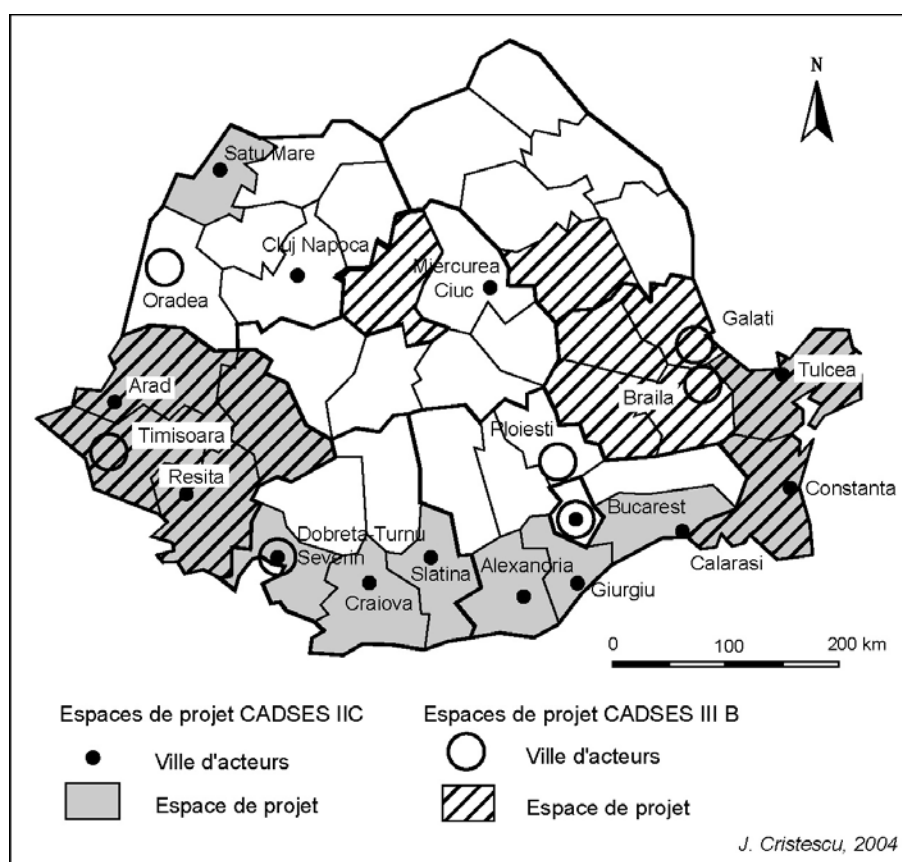 N
Satu Mare
Cluj Napoca
Miercurea
Ciuc
Oradea
Galati
Tulcea
Arad
Braila
Timisoara
Ploiesti
Resita
Constanta
Bucarest
Dobreta-Turnu
Severin
Alexandria
Slatina
Calarasi
Giurgiu
Craiova
0 100 200 km
Espaces de projet CADSES IIC
Ville d'acteurs
Espace de projet
Espaces de projet CADSES III B
Ville d'acteurs
Espace de projet
J. Cristescu, 2004